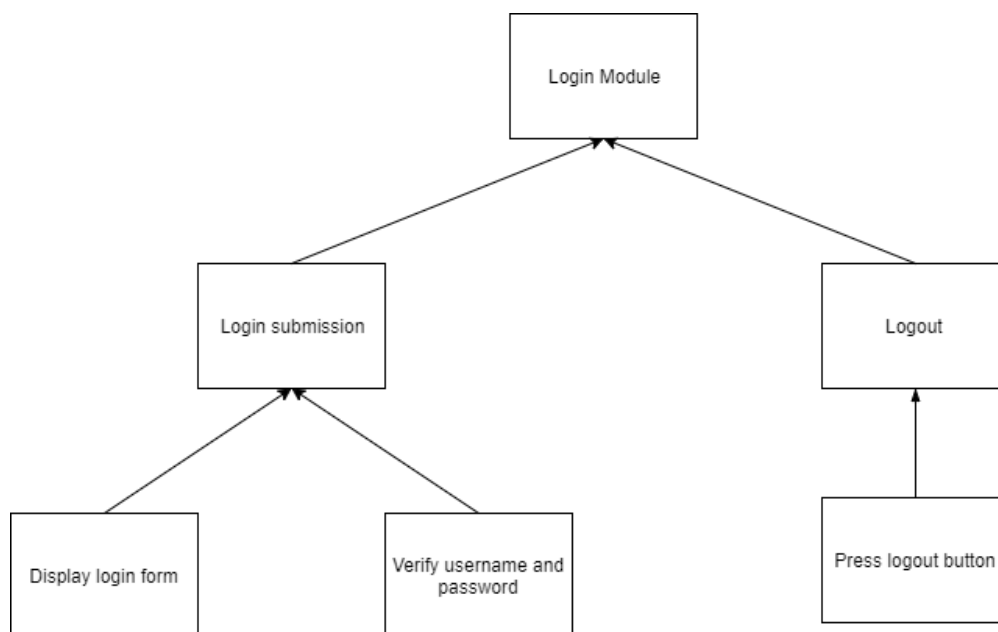 Login Module
Login submission
Logout
Display login form
Verify username and
password
Press logout button